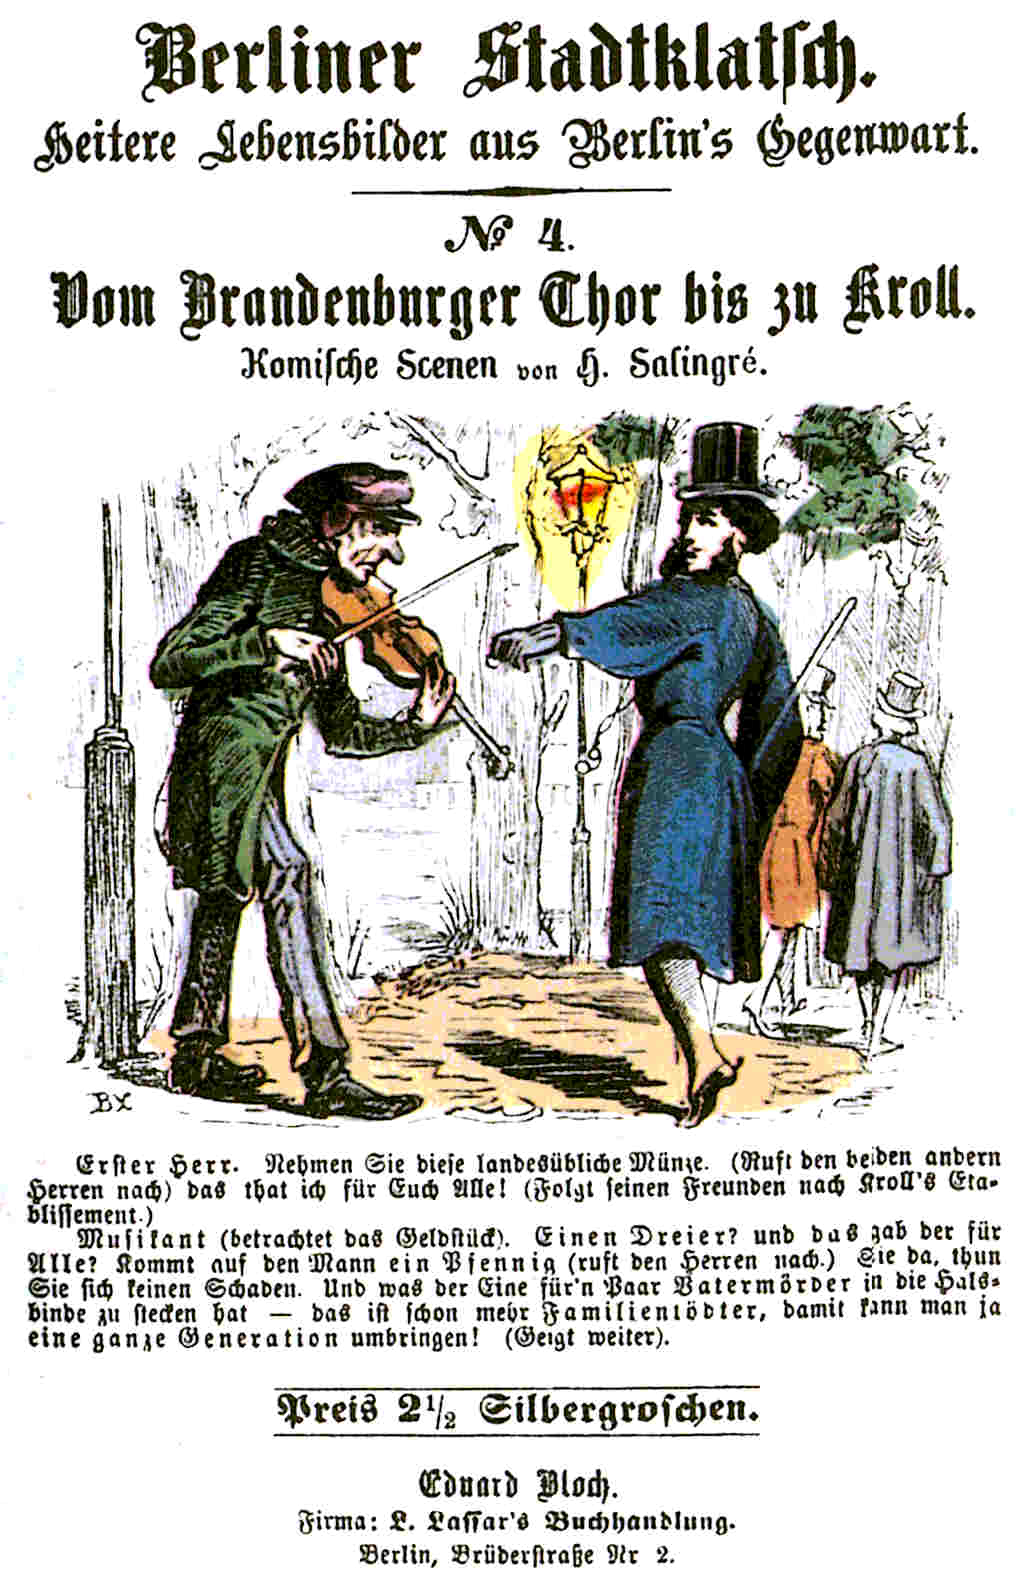 Berliner Stadtklatsch.
Heitere Lebensbilder aus Berlin's Gegenwart.
No 4.
Vom Brandenburger Thor bis zu Kroll.
Komische Scenen von H. Salingré.
BX
Erster Herr. Nehmen Sie diese landesübliche Münze. (Ruft den beiden andern
Herren nach) das that ich für Euch Alle! (Folgt seinen Freunden nach Kroll's Eta-
blissement.)
Musikant (betrachtet das Geldstück). Einen Dreier? und das gab der für
Alle? Kommt auf den Mann ein Pfennig (ruft den Herren nach.) Sie da, thun
Sie sich keinen Schaden. Und was der Eine für'n Paar Vatermörder in die Hals-
binde zu stecken hat — das ist schon mehr Familientödter, damit kann man ja
eine ganze Generation umbringen! (Geigt weiter).
Preis 2 1/2 Silbergroschen.
Eduard Bloch.
Firma: L. Lassar's Buchhandlung.
Berlin, Brüderstraße Nr 2.